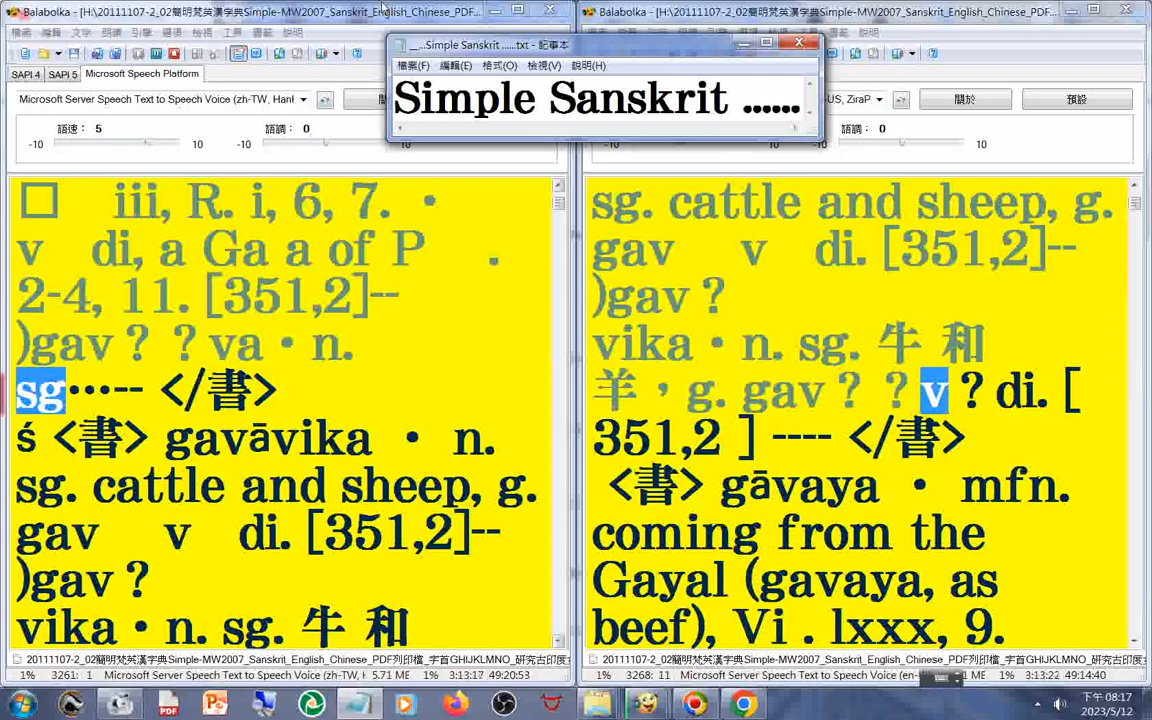 Balabolka - [H:\20111107-2_02簡明梵英漢字典Simple-MW2007_Sanskrit_English_Chinese_PDF...
SAPI 4 SAPI 5 Microsoft Speech Platform
Microsoft Server Speech Text to Speech Voice (zh-TW, Han
語速: 5 語調: 0
-10 10 -10 10
□ iii, R. i, 6, 7. •
v di, a Ga a of P .
2-4, 11. [351,2]--
)gav ? ? va • n.
sg…-- </書>
ś <書> gavāvika • n.
sg. cattle and sheep, g.
gav v di. [351,2]--
)gav ?
vika • n. sg. 牛 和
20111107-2_02簡明梵英漢字典Simple-MW2007_Sanskrit_English_Chinese_PDF列印檔_字首GHIJKLMNO_研究古印度
1% 3261: 1 Microsoft Server Speech Text to Speech Voice (zh-TW, 5.71 ME 1% 3:13:17 49:20:53
__...Simple Sanskrit ......txt - 記事本
檔案(F) 編輯(E) 格式(O) 檢視(V) 說明(H)
Simple Sanskrit ......
Balabolka - [H:\20111107-2_02簡明梵英漢字典Simple-MW2007_Sanskrit_English_Chinese_PDF...
-US, ZiraP 關於 預設
語調: 0
-10 10
sg. cattle and sheep, g.
gav v di. [351,2]--
)gav ?
vika • n. sg. 牛 和
羊，g. gav ? ? v ? di. [
351,2 ] ---- </書>
<書> gāvaya • mfn.
coming from the
Gayal (gavaya, as
beef), Vi . lxxx, 9.
20111107-2_02簡明梵英漢字典Simple-MW2007_Sanskrit_English_Chinese_PDF列印檔_字首GHIJKLMNO_研究古印度
1% 3268: 11 Microsoft Server Speech Text to Speech Voice 1% 3:13:22 49:14:40
下午 08:17
2023/5/12